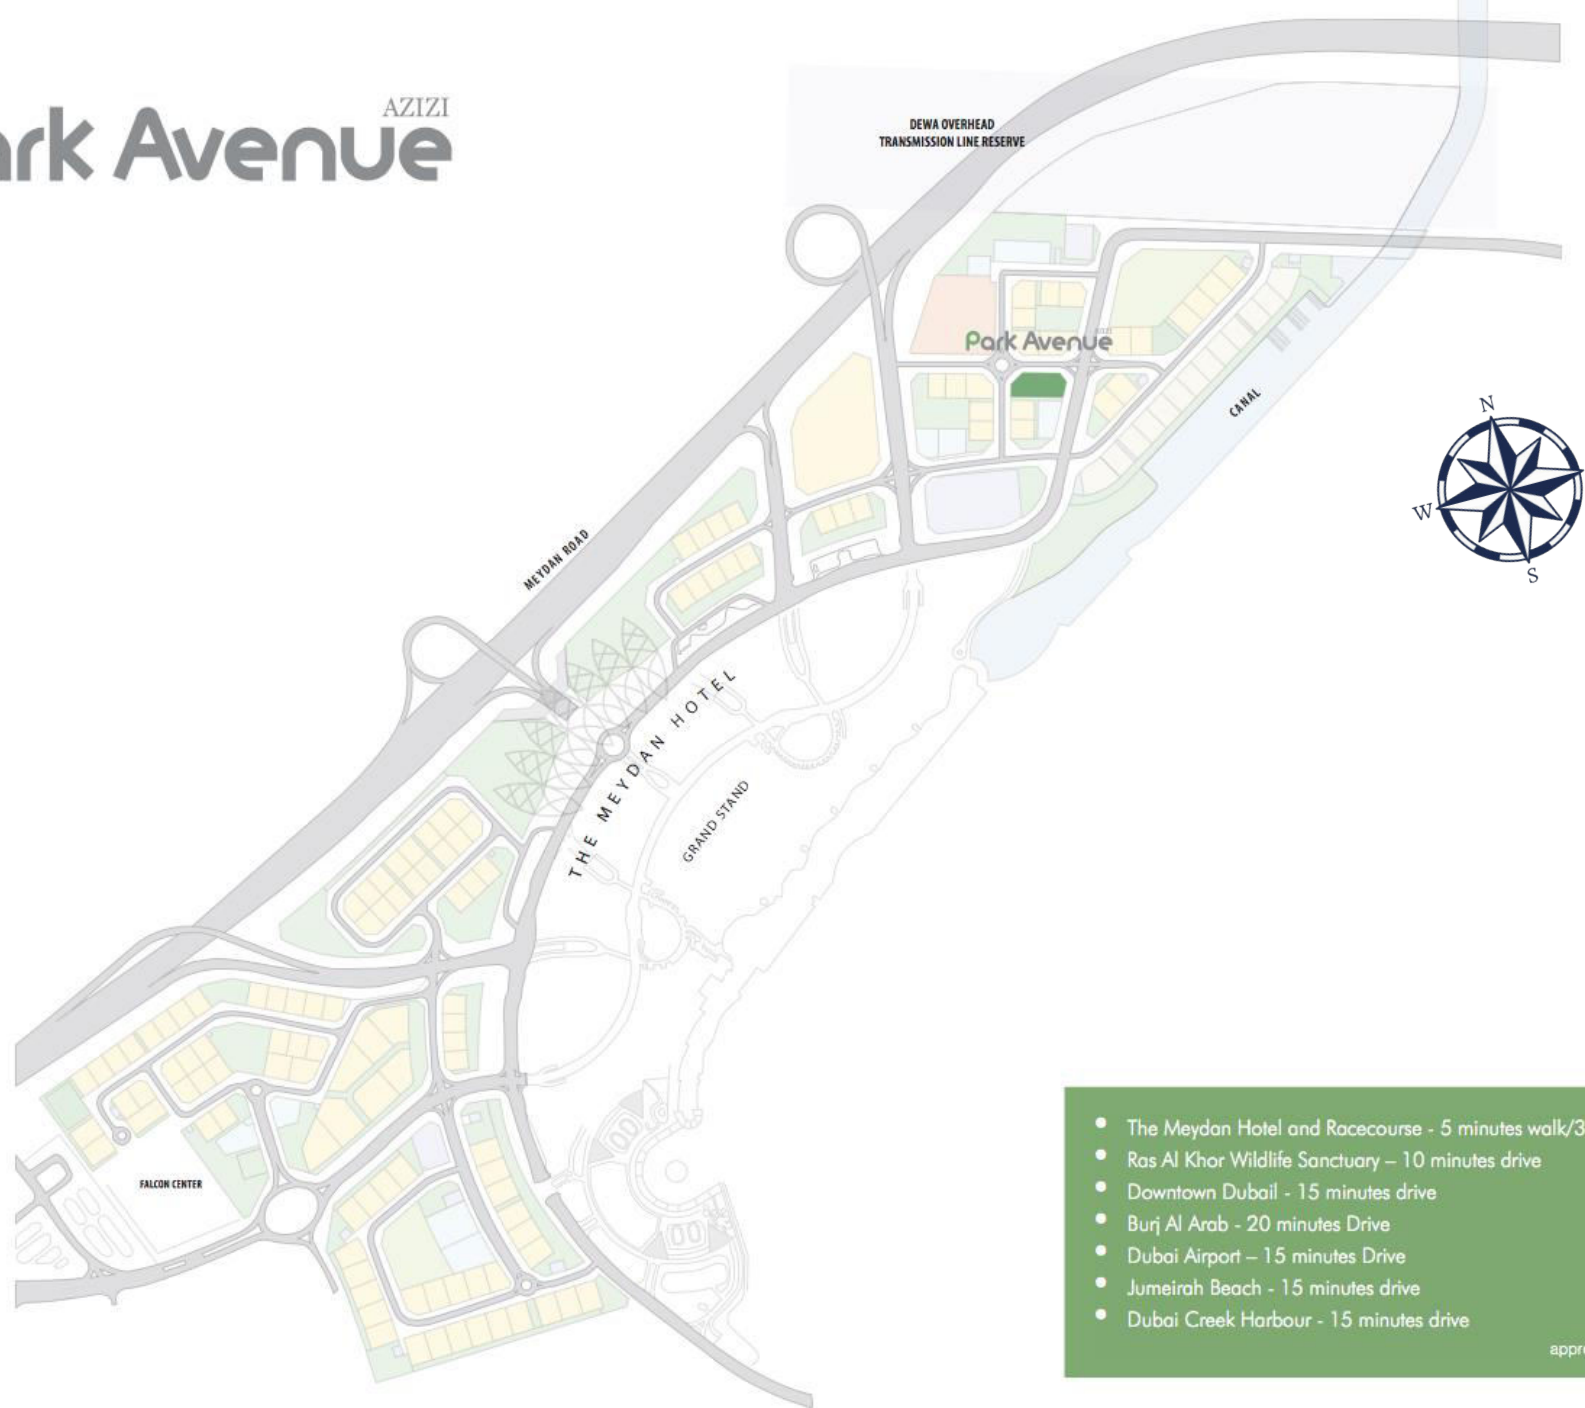 AZIZI
ark Avenue
DEWA OVERHEAD
TRANSMISSION LINE RESERVE
Park Avenue
CANAL
N
W
S
MEYDAN ROAD
THE MEYDAN HOTEL
GRAND STAND
FALCON CENTER
• The Meydan Hotel and Racecourse - 5 minutes walk/3
• Ras Al Khor Wildlife Sanctuary – 10 minutes drive
• Downtown Dubail - 15 minutes drive
• Burj Al Arab - 20 minutes Drive
• Dubai Airport – 15 minutes Drive
• Jumeirah Beach - 15 minutes drive
• Dubai Creek Harbour - 15 minutes drive
appr